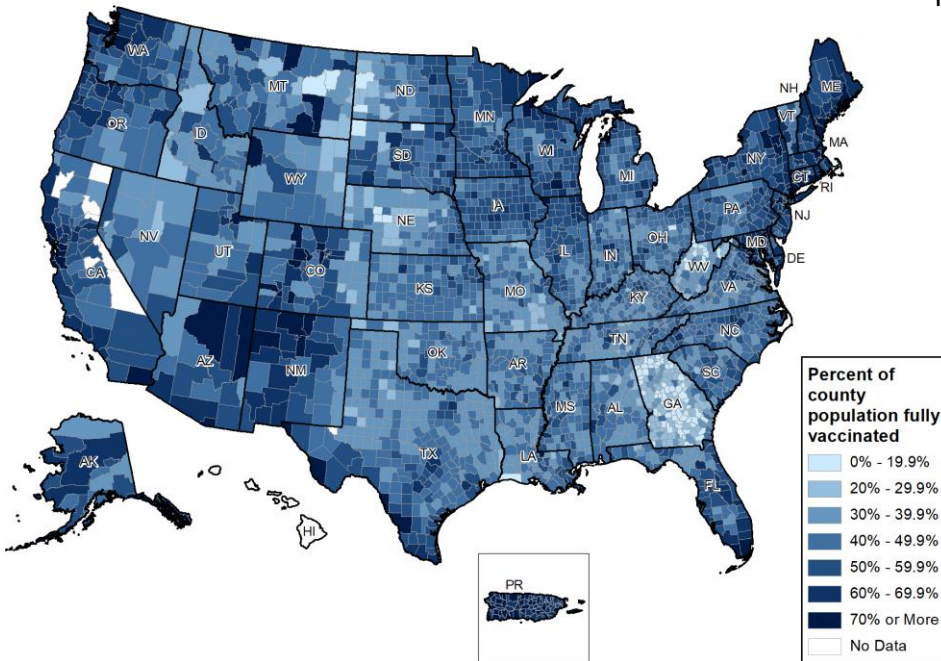 WA
MT
ND
MN
OR
ID
SD
WI
MI
WY
NE
IA
NV
UT
CO
CA
KS
MO
IL
IN
OH
PA
NY
NH
VT
ME
MA
CT
RI
NJ
MD
DE
WV
VA
KY
NC
TN
SC
AZ
NM
OK
AR
MS
AL
GA
TX
LA
FL
AK
HI
PR
Percent of
county
population fully
vaccinated
0% - 19.9%
20% - 29.9%
30% - 39.9%
40% - 49.9%
50% - 59.9%
60% - 69.9%
70% or More
No Data